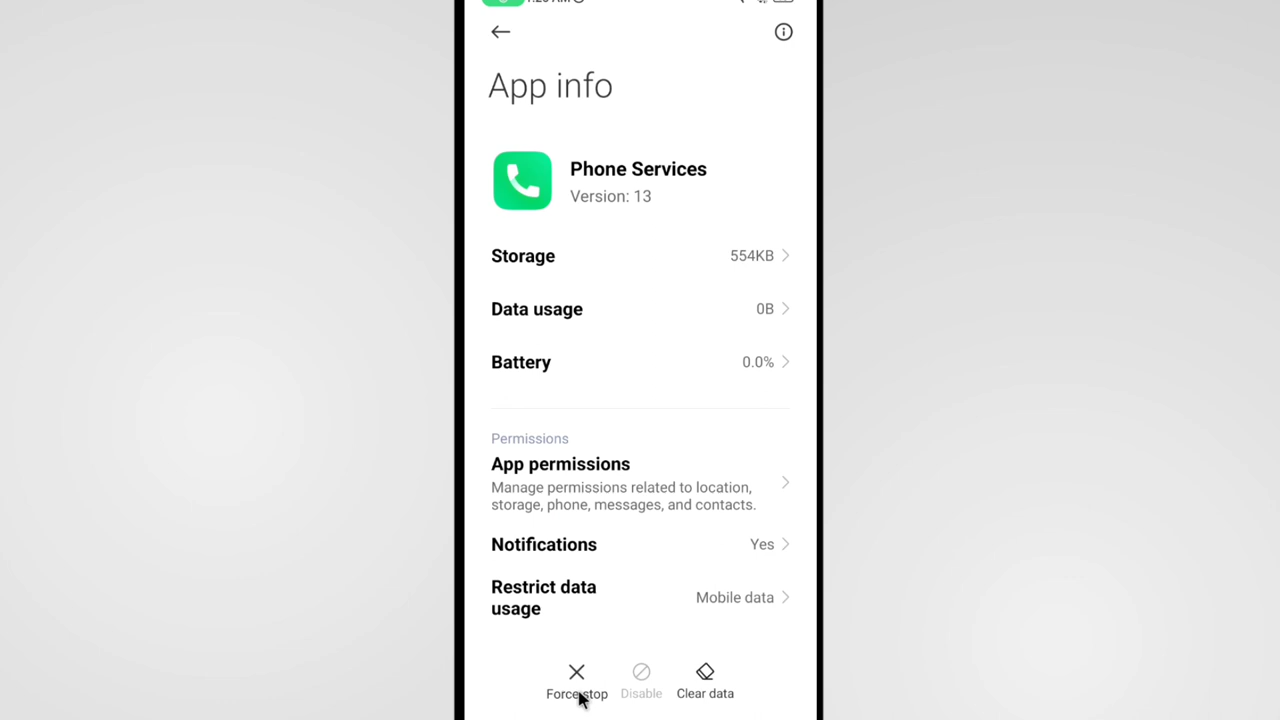 App info
Phone Services
Version: 13
Storage 554KB
Data usage 0B
Battery 0.0%
Permissions
App permissions
Manage permissions related to location,
storage, phone, messages, and contacts.
Notifications Yes
Restrict data
usage
Mobile data
Force stop Disable Clear data